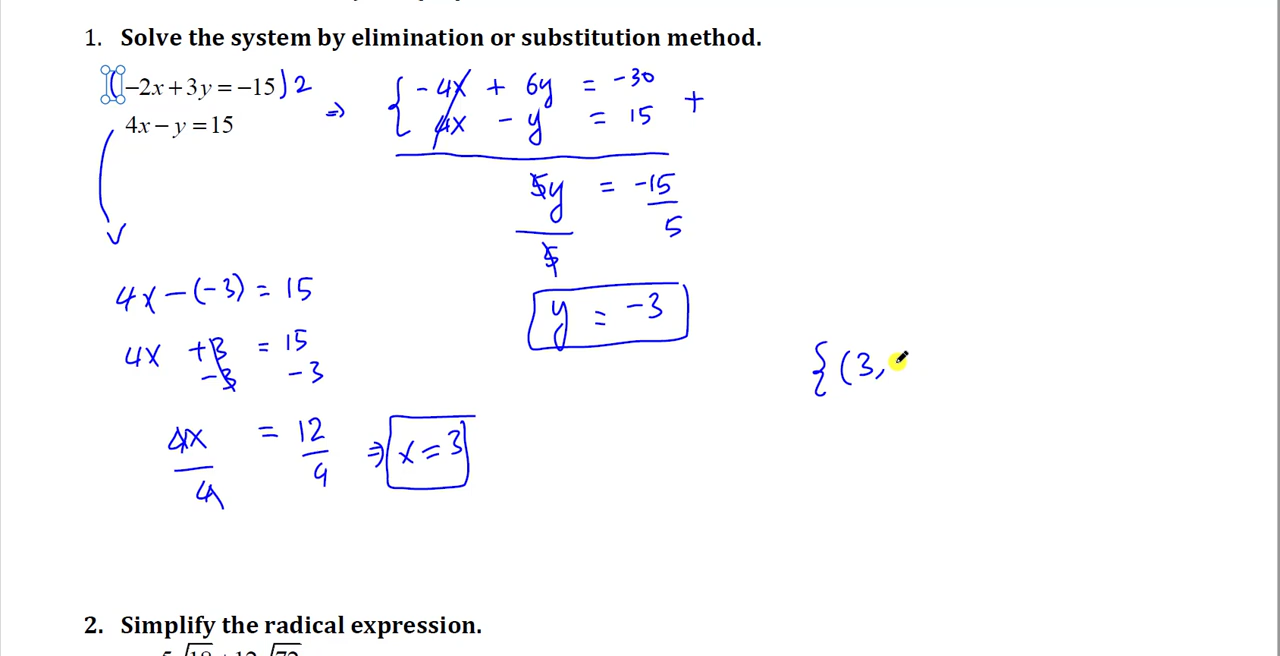 1. Solve the system by elimination or substitution method.
(-2x+3y=-15)2
4x-y=15
⇒ { -4x + 6y = -30
4x - y = 15 +
5y = -15
5 5
y = -3
4x-(-3) = 15
4x +3 = 15
-3 -3
4x = 12
4 4
⇒ x=3
{(3,
2. Simplify the radical expression.